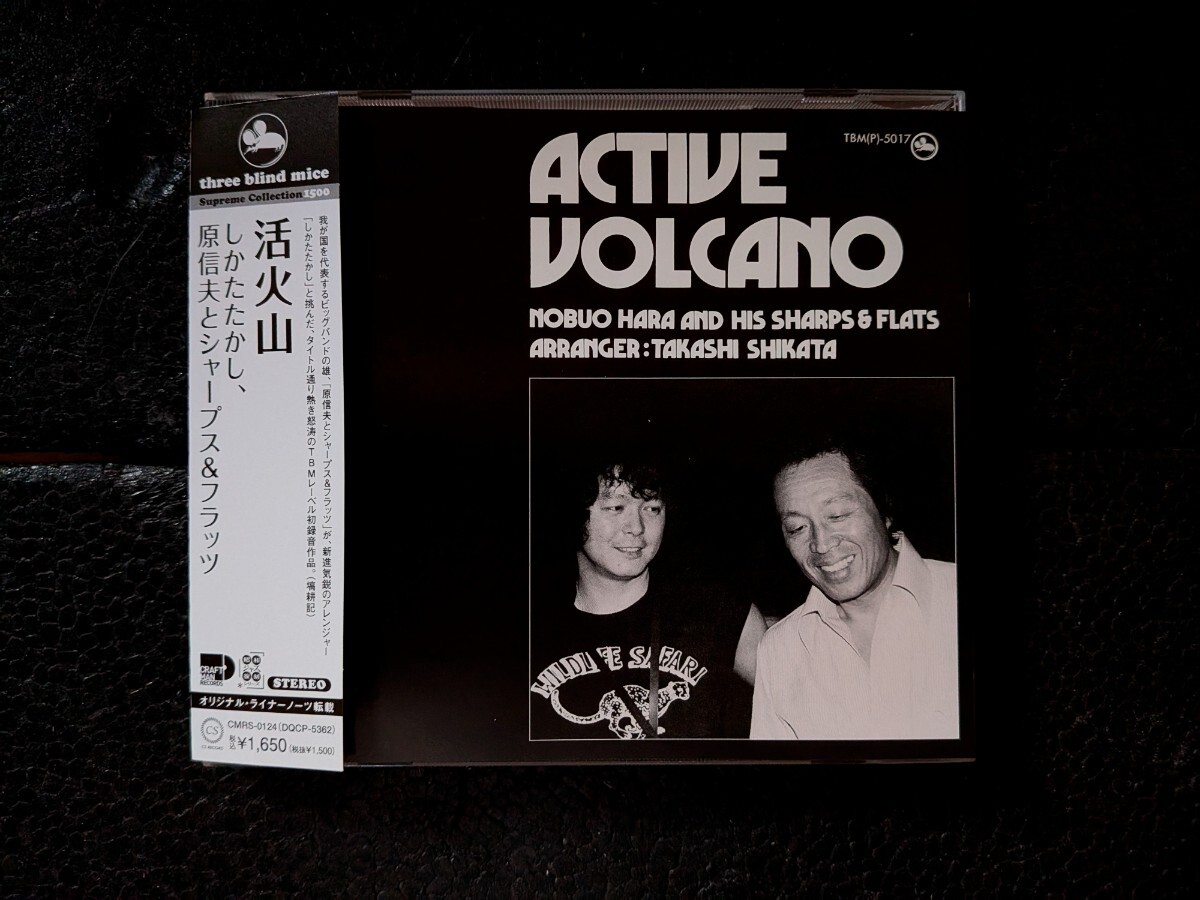 three blind mice
Supreme Collection 1500
我が国を代表するビッグバンドの雄、「原信夫とシャープス&フラッツ」が、新進気鋭のアレンジャー
「しかたたかし」と挑んだ、タイトル通り熱き怒涛のTBMレーベル初録音作品。(塙耕記)
活火山
しかたたかし、
原信夫とシャープス&フラッツ
CRAFT
MAN
RECORDS
STEREO
オリジナル・ライナーノーツ転載
CS
CMRS-0124(DQCP-5362)
税込¥1,650(税抜¥1,500)
ACTIVE
VOLCANO
TBM(P)-5017
NOBUO HARA AND HIS SHARPS & FLATS
ARRANGER:TAKASHI SHIKATA
WILDLIFE SAFARI